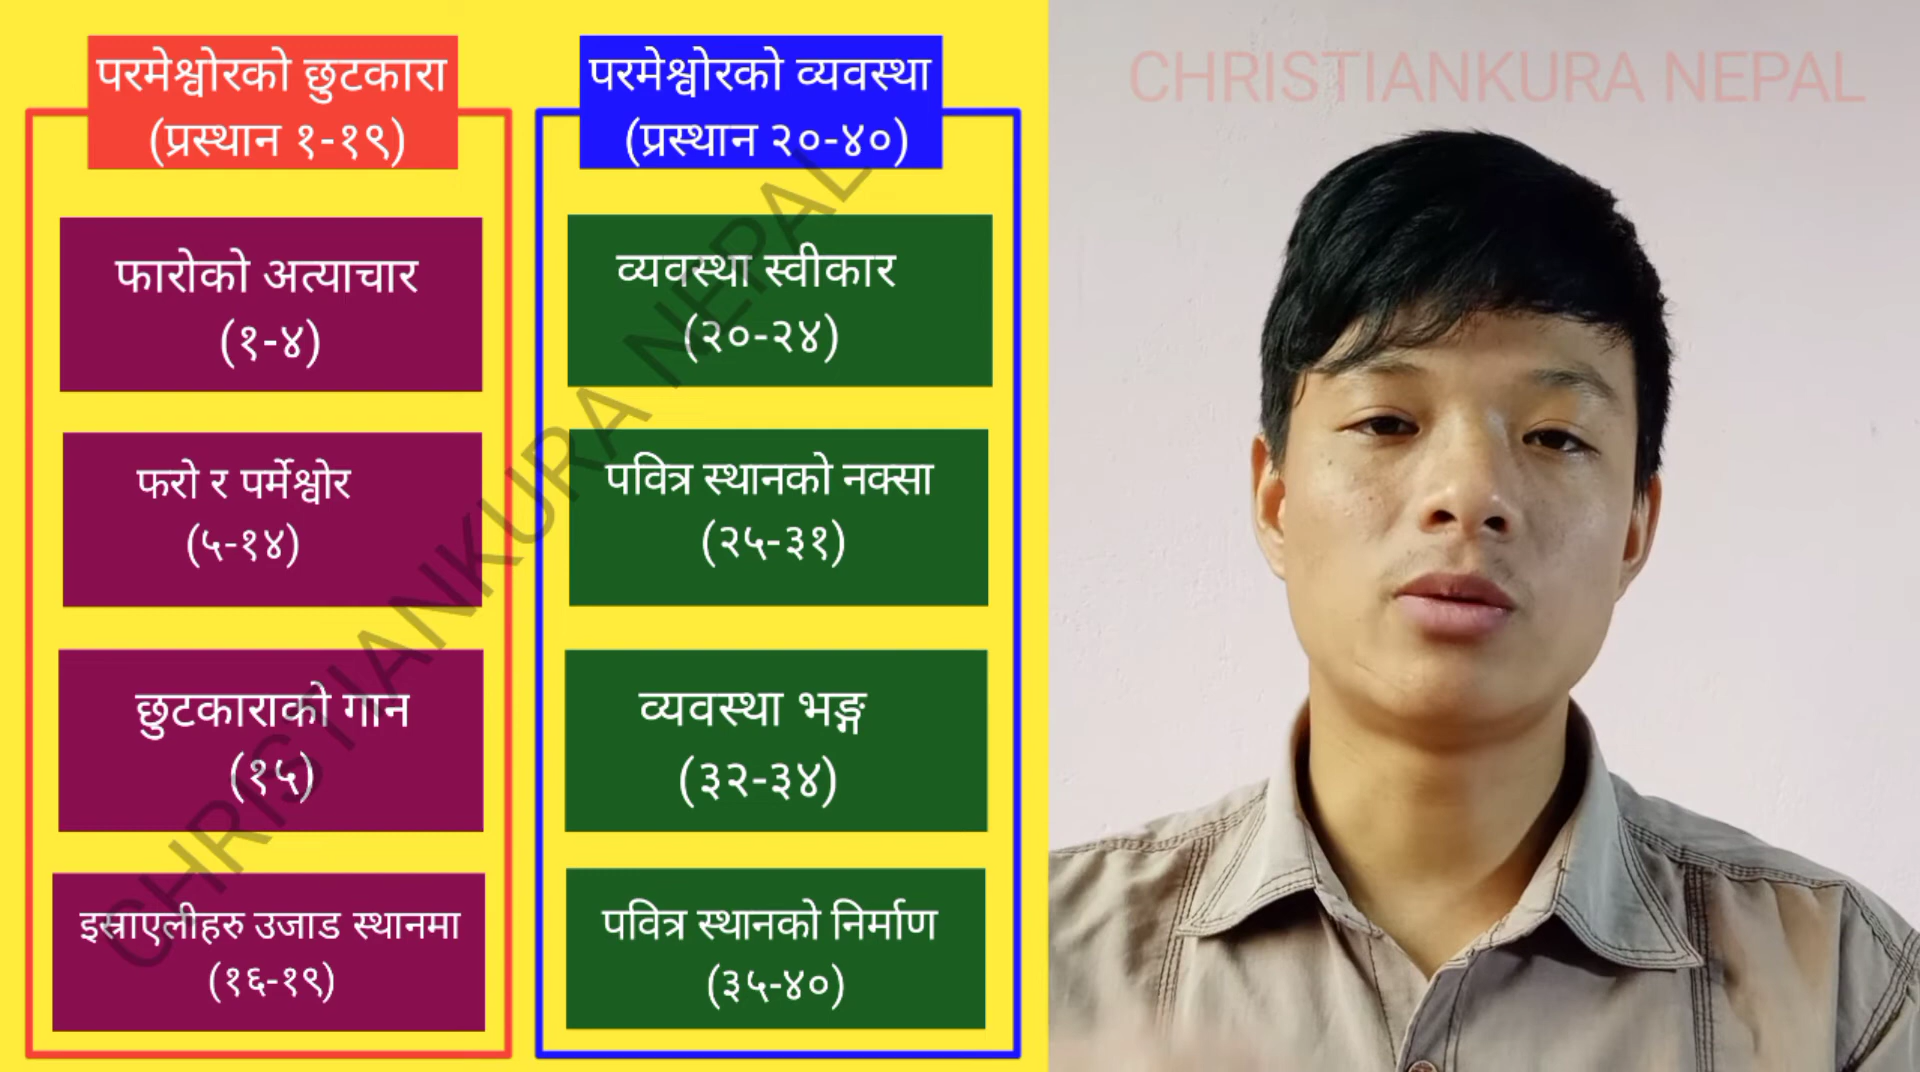 परमेश्वोरको छुटकारा
(प्रस्थान १-१९)
फारोको अत्याचार
(१-४)
फरो र पर्मेश्वोर
(५-१४)
छुटकाराको गान
(१५)
इस्राएलीहरु उजाड स्थानमा
(१६-१९)
परमेश्वोरको व्यवस्था
(प्रस्थान २०-४०)
व्यवस्था स्वीकार
(२०-२४)
पवित्र स्थानको नक्सा
(२५-३१)
व्यवस्था भङ्ग
(३२-३४)
पवित्र स्थानको निर्माण
(३५-४०)
CHRISTIANKURA NEPAL
CHRISTIANKURA NEPAL